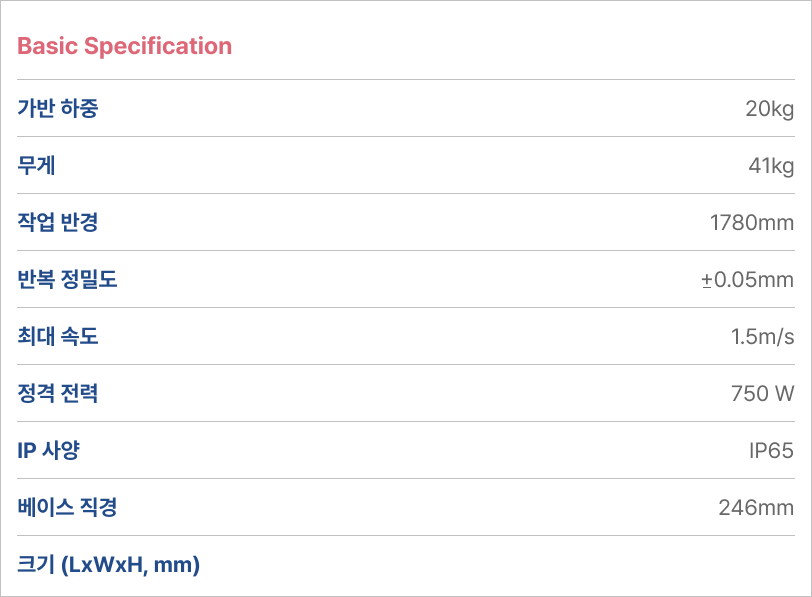 Basic Specification
가반 하중 20kg
무게 41kg
작업 반경 1780mm
반복 정밀도 ±0.05mm
최대 속도 1.5m/s
정격 전력 750 W
IP 사양 IP65
베이스 직경 246mm
크기 (LxWxH, mm)